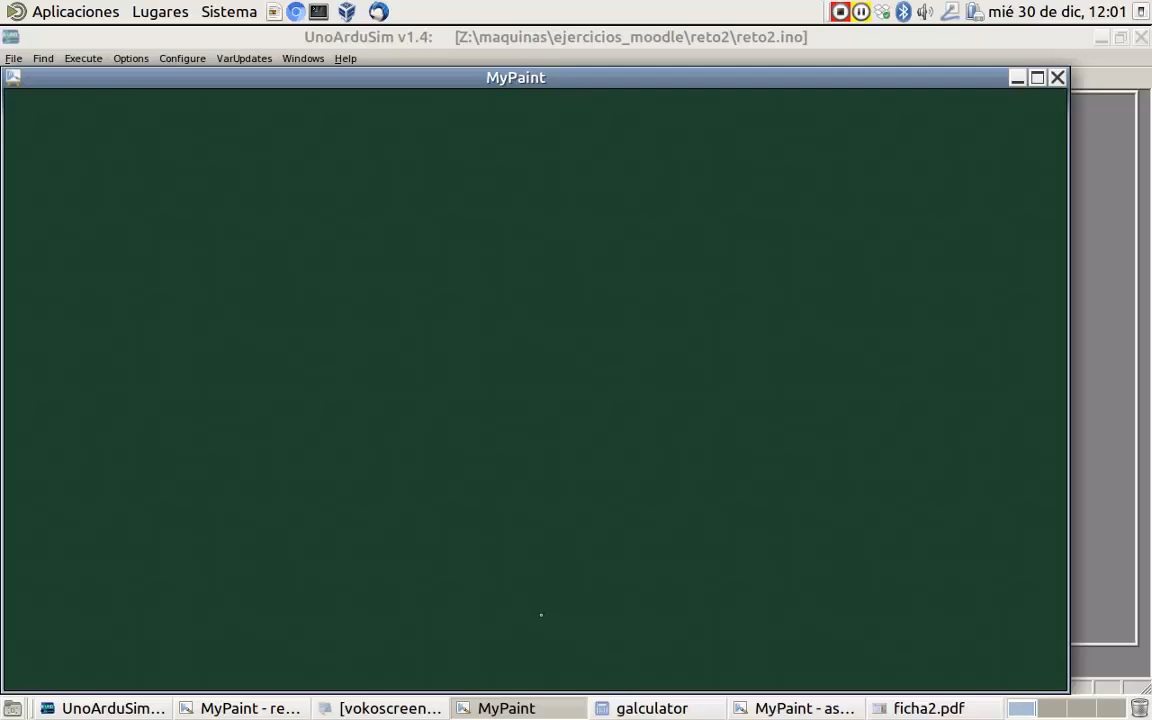 Aplicaciones Lugares Sistema mié 30 de dic, 12:01
UnoArduSim v1.4: [Z:\maquinas\ejercicios_moodle\reto2\reto2.ino]
File Find Execute Options Configure VarUpdates Windows Help
MyPaint
UnoArduSim... MyPaint - re... [vokoscreen... MyPaint galculator MyPaint - as... ficha2.pdf